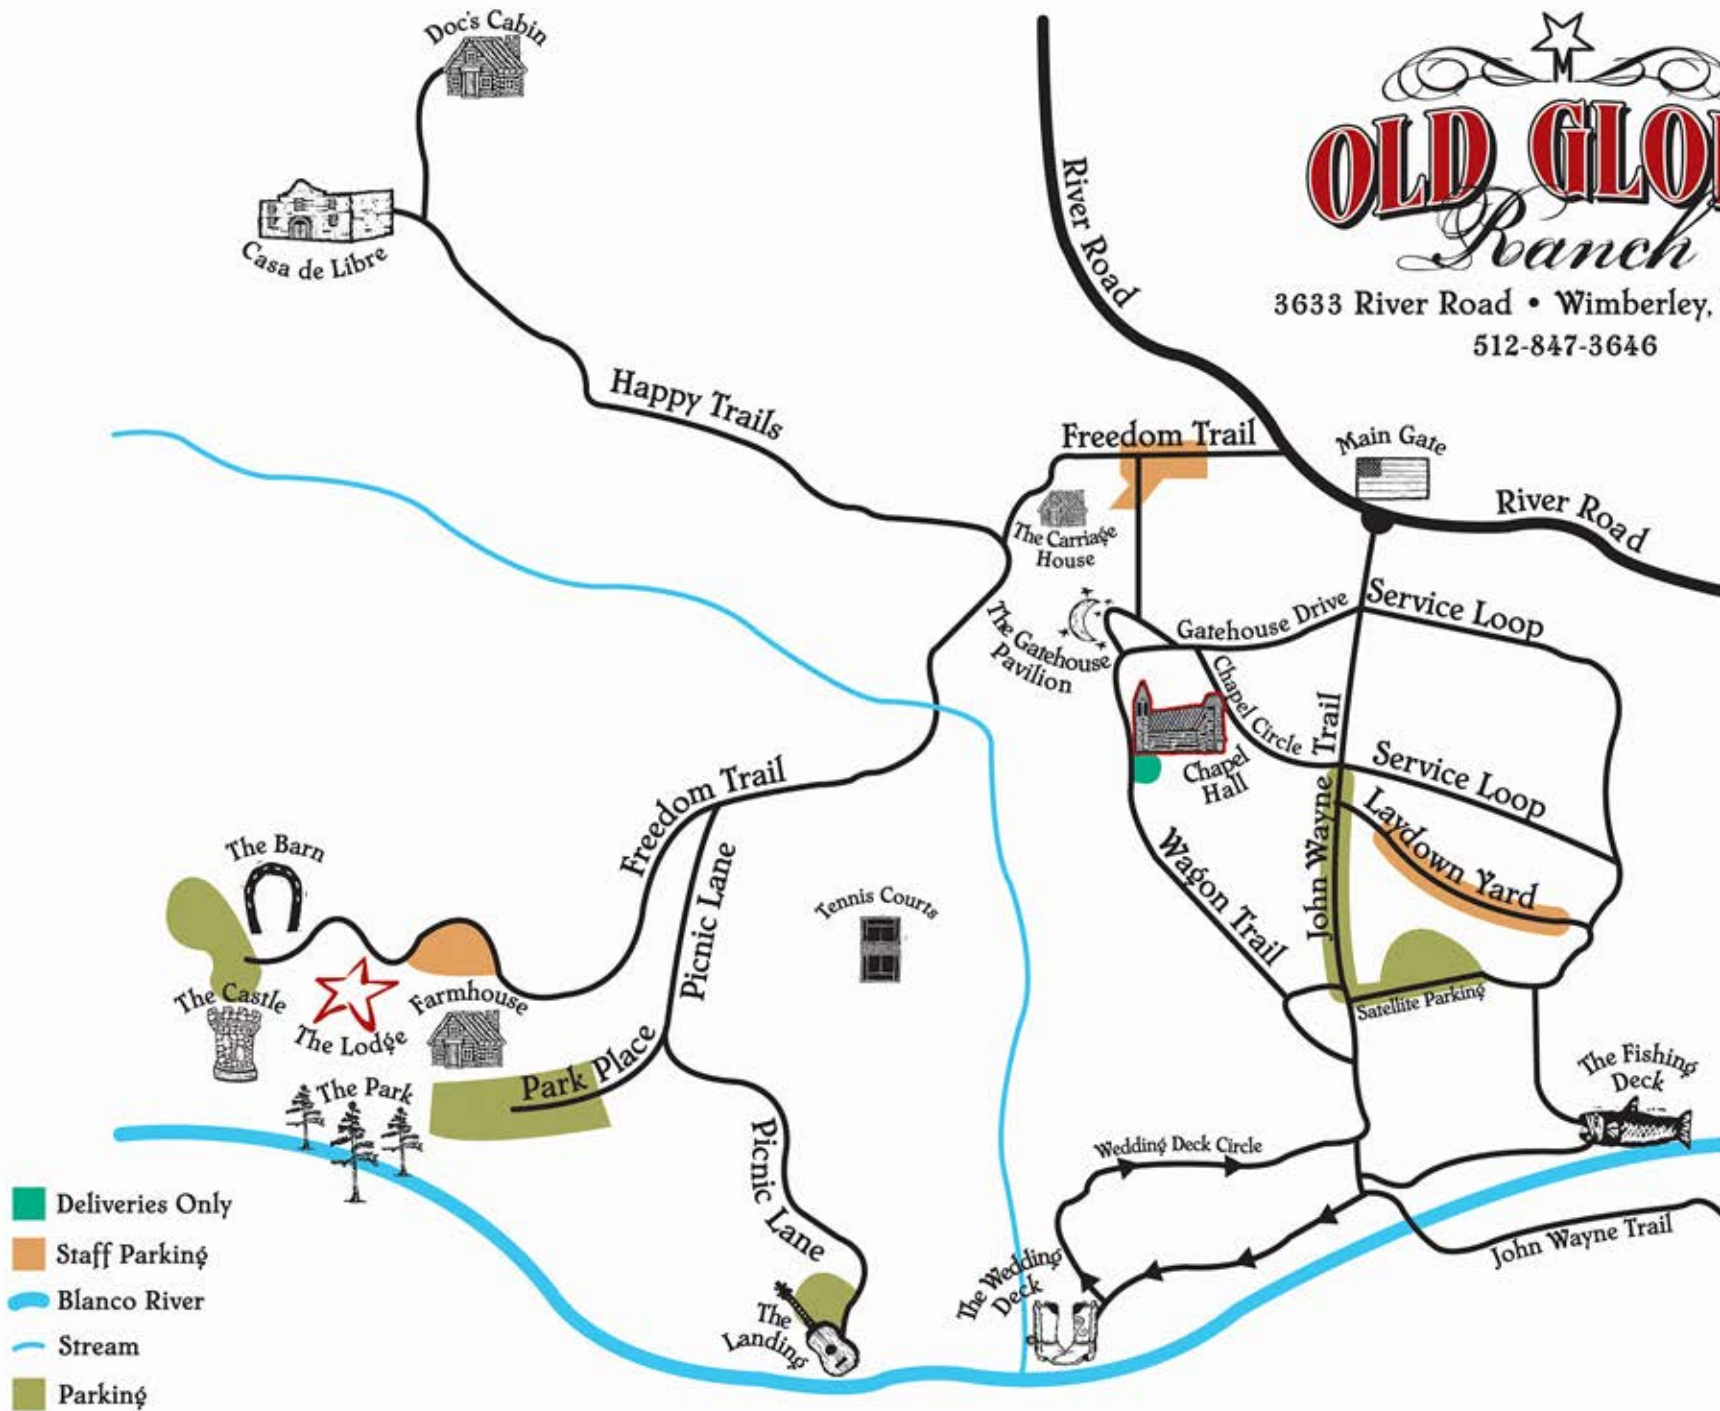 Doc's Cabin
Casa de Libre
Happy Trails
River Road
M
OLD GLO
Ranch
3633 River Road • Wimberley,
512-847-3646
Freedom Trail
Main Gate
River Road
The Carriage
House
The Gatehouse
Pavilion
Gatehouse Drive
Service Loop
Chapel Circle
Chapel
Hall
John Wayne Trail
Service Loop
Laydown Yard
Wagon Trail
Satellite Parking
Freedom Trail
Picnic Lane
Tennis Courts
The Barn
The Castle
The Lodge
Farmhouse
The Park
Park Place
Picnic Lane
The
Landing
Wedding Deck Circle
The Wedding
Deck
The Fishing
Deck
John Wayne Trail
Deliveries Only
Staff Parking
Blanco River
Stream
Parking